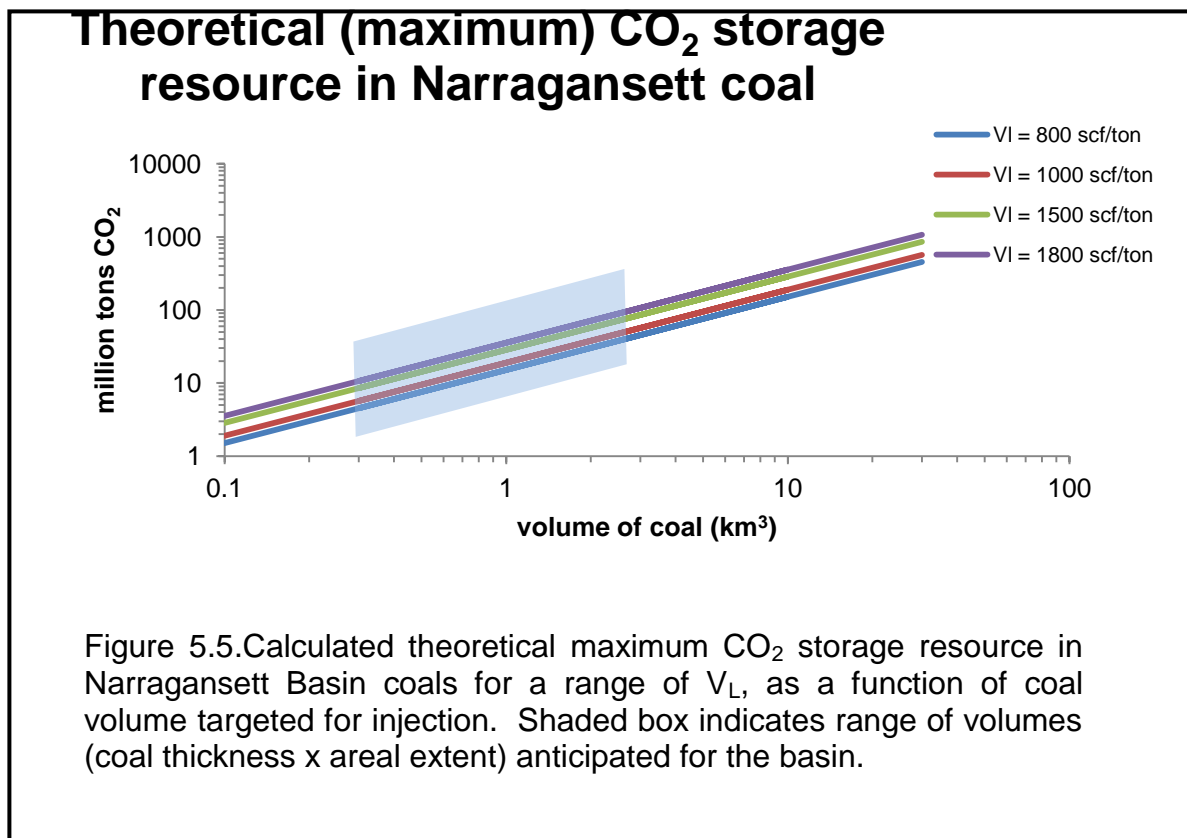 Theoretical (maximum) CO₂ storage
resource in Narragansett coal
Vl = 800 scf/ton
Vl = 1000 scf/ton
Vl = 1500 scf/ton
Vl = 1800 scf/ton
10000
1000
100
10
1
million tons CO₂
0.1
1
10
100
volume of coal (km³)
Figure 5.5.Calculated theoretical maximum CO₂ storage resource in
Narragansett Basin coals for a range of V_L, as a function of coal
volume targeted for injection. Shaded box indicates range of volumes
(coal thickness x areal extent) anticipated for the basin.